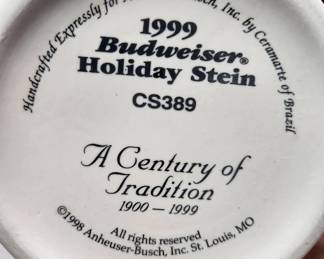 Handcrafted Expressly for Inc. by Ceramarte of Brazil
1999
Budweiser®
Holiday Stein
CS389
A Century of
Tradition
1900 — 1999
All rights reserved
©1998 Anheuser-Busch, Inc. St. Louis, MO